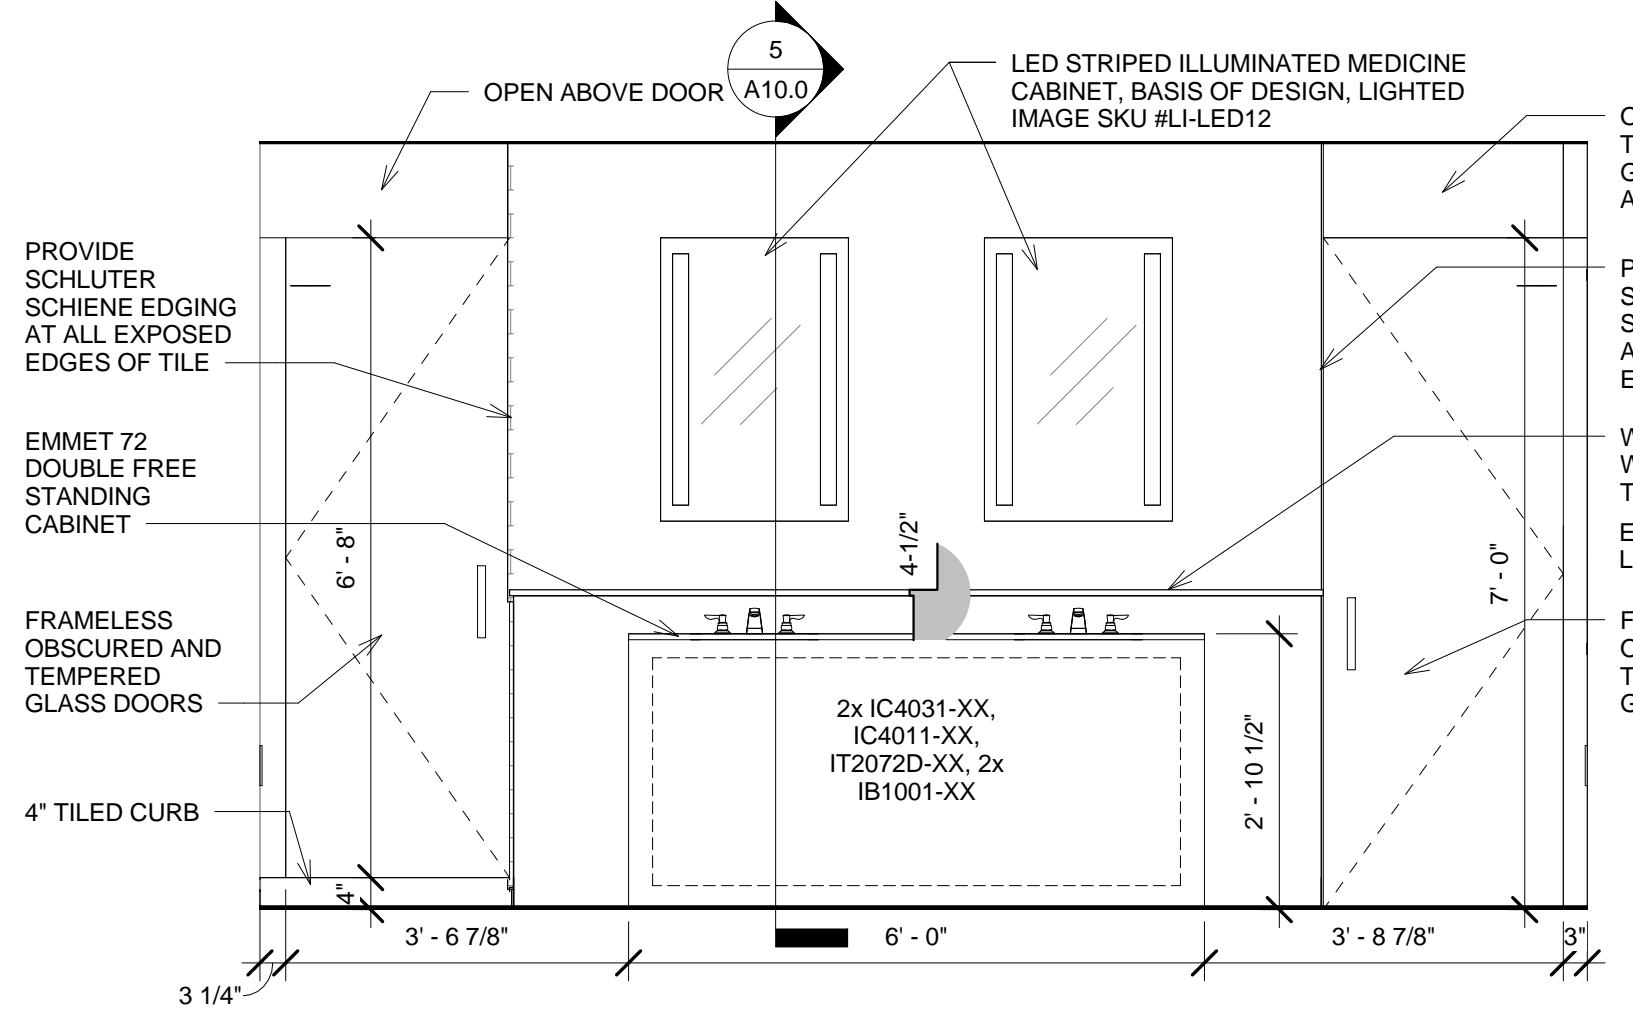 5
A10.0
OPEN ABOVE DOOR
LED STRIPED ILLUMINATED MEDICINE
CABINET, BASIS OF DESIGN, LIGHTED
IMAGE SKU #LI-LED12
PROVIDE
SCHLUTER
SCHIENE EDGING
AT ALL EXPOSED
EDGES OF TILE
EMMET 72
DOUBLE FREE
STANDING
CABINET
FRAMELESS
OBSCURED AND
TEMPERED
GLASS DOORS
4" TILED CURB
6' - 8"
4"
4-1/2"
2x IC4031-XX,
IC4011-XX,
IT2072D-XX, 2x
IB1001-XX
2' - 10 1/2"
7' - 0"
3' - 6 7/8"
6' - 0"
3' - 8 7/8"
3"
3 1/4"